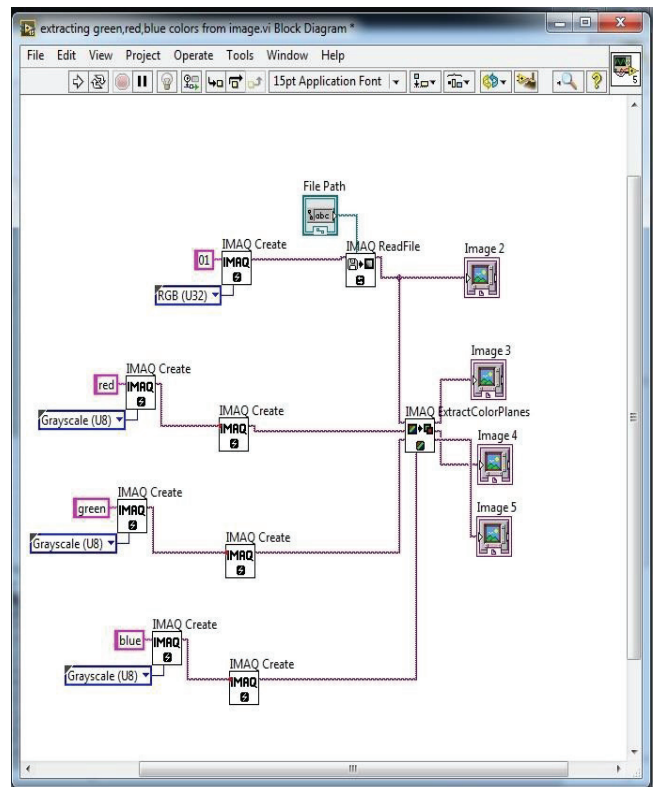 extracting green,red,blue colors from image.vi Block Diagram *
File Edit View Project Operate Tools Window Help
15pt Application Font
5
File Path
abc
IMAQ Create
IMAQ ReadFile
Image 2
01
IMAQ
RGB (U32)
Image 3
IMAQ Create
red
IMAQ
IMAQ Create
IMAQ ExtractColorPlanes
Grayscale (U8)
IMAQ
Image 4
IMAQ Create
green
IMAQ
Image 5
Grayscale (U8)
IMAQ Create
IMAQ
IMAQ Create
blue
IMAQ
IMAQ Create
Grayscale (U8)
IMAQ